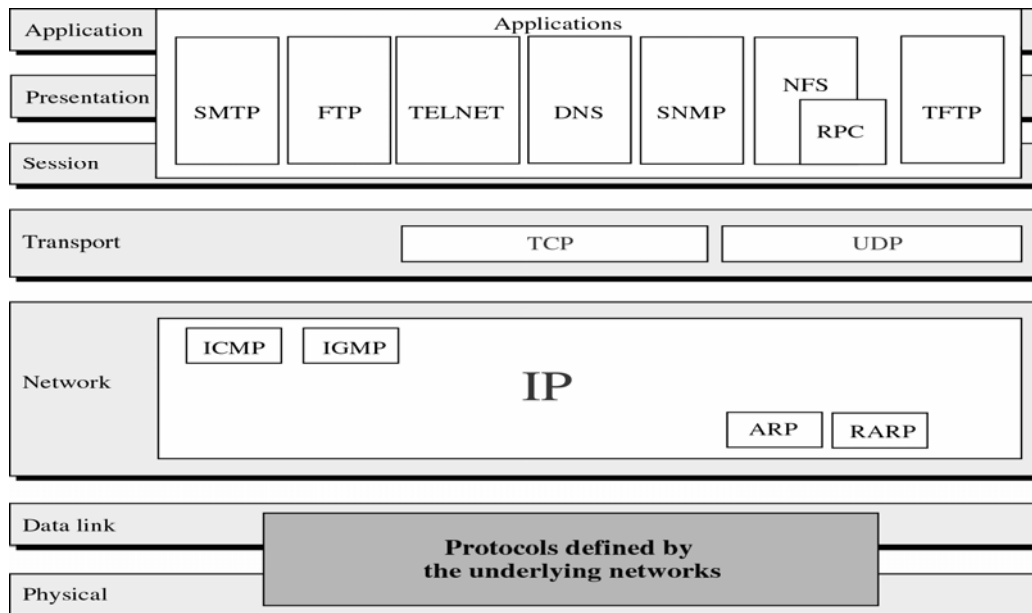 Application
Applications
Presentation
Session
SMTP
FTP
TELNET
DNS
SNMP
NFS
RPC
TFTP
Transport
TCP
UDP
Network
ICMP
IGMP
IP
ARP
RARP
Data link
Physical
Protocols defined by
the underlying networks